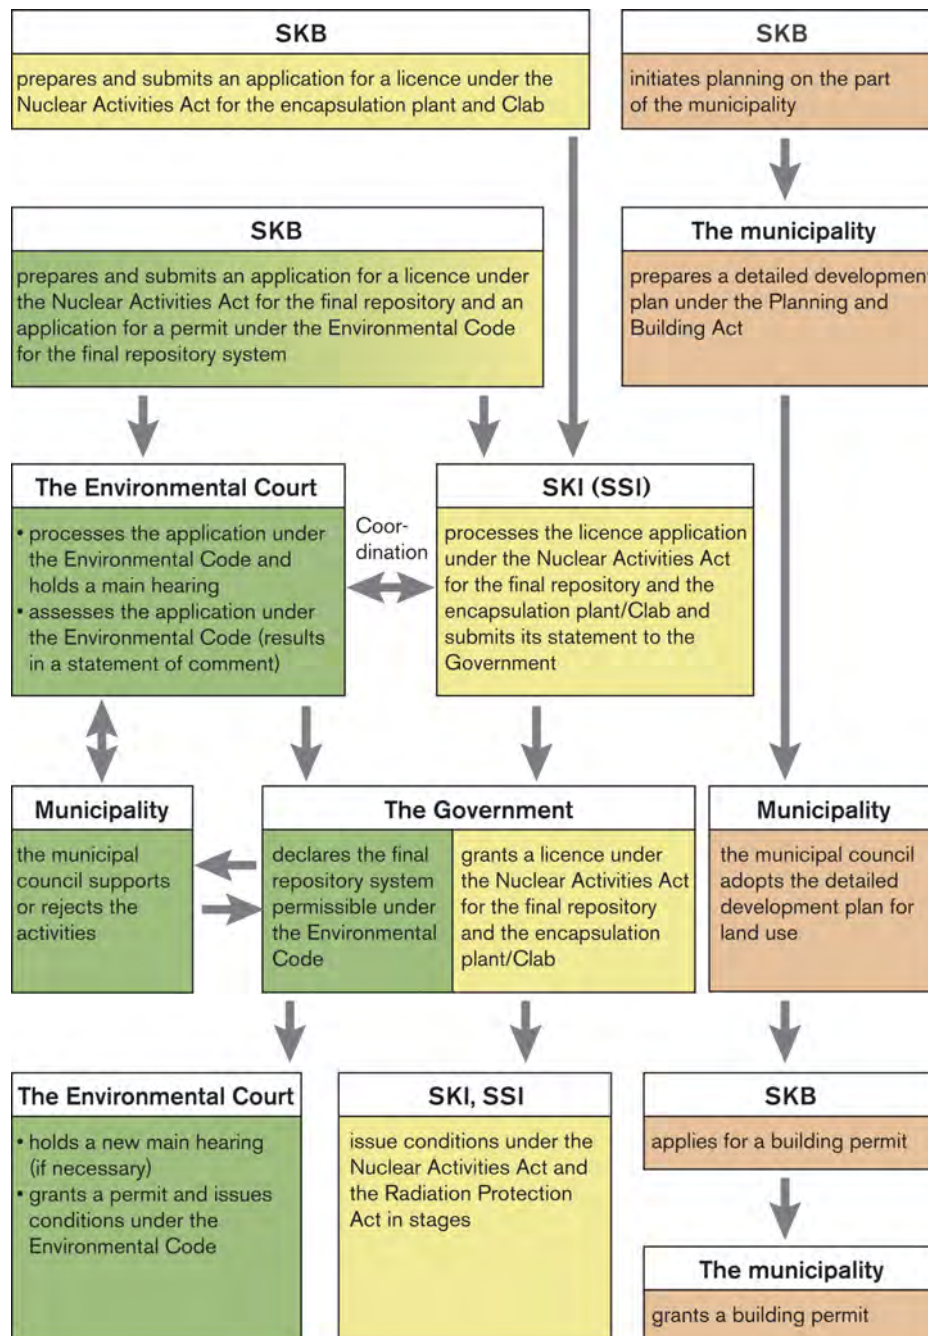 SKB
prepares and submits an application for a licence under the
Nuclear Activities Act for the encapsulation plant and Clab
SKB
initiates planning on the part
of the municipality
SKB
prepares and submits an application for a licence under
the Nuclear Activities Act for the final repository and an
application for a permit under the Environmental Code
for the final repository system
The municipality
prepares a detailed development
plan under the Planning and
Building Act
The Environmental Court
• processes the application under
the Environmental Code and
holds a main hearing
• assesses the application under
the Environmental Code (results
in a statement of comment)
Coor-
dination
SKI (SSI)
processes the licence application
under the Nuclear Activities Act
for the final repository and the
encapsulation plant/Clab and
submits its statement to the
Government
Municipality
the municipal
council supports
or rejects the
activities
The Government
declares the final
repository system
permissible under
the Environmental
Code
grants a licence under
the Nuclear Activities Act
for the final repository
and the encapsulation
plant/Clab
Municipality
the municipal council
adopts the detailed
development plan for
land use
The Environmental Court
• holds a new main hearing
(if necessary)
• grants a permit and issues
conditions under the
Environmental Code
SKI, SSI
issue conditions under the
Nuclear Activities Act and
the Radiation Protection
Act in stages
SKB
applies for a building permit
The municipality
grants a building permit